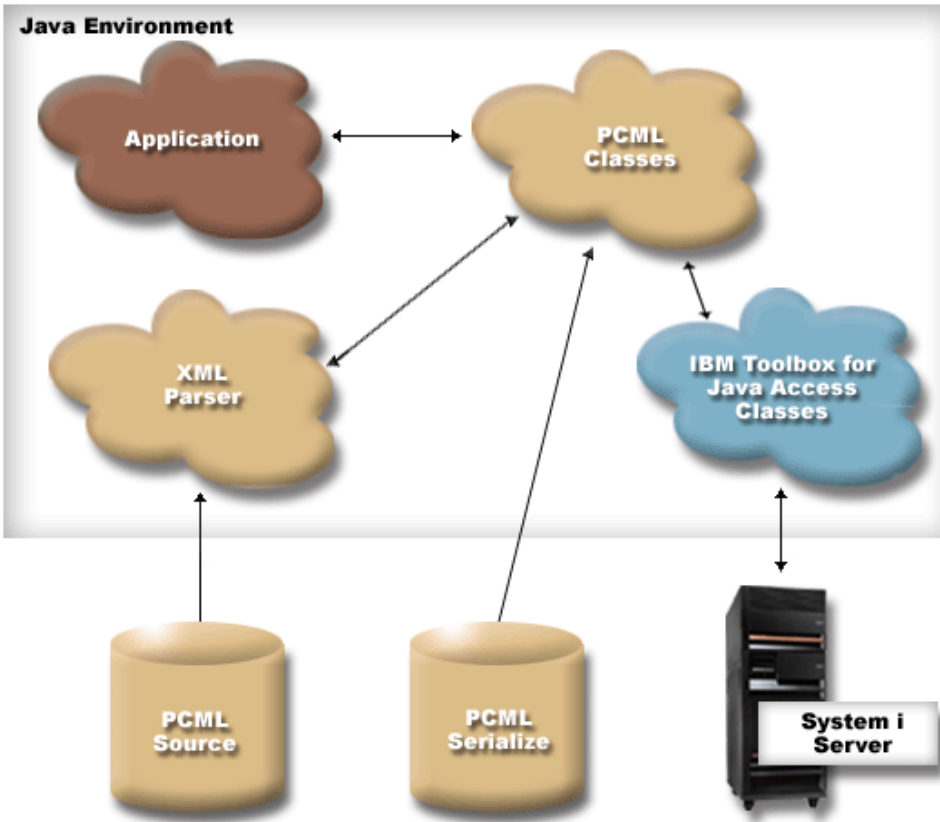 Java Environment
Application
PCML
Classes
XML
Parser
IBM Toolbox for
Java Access
Classes
PCML
Source
PCML
Serialize
System i
Server